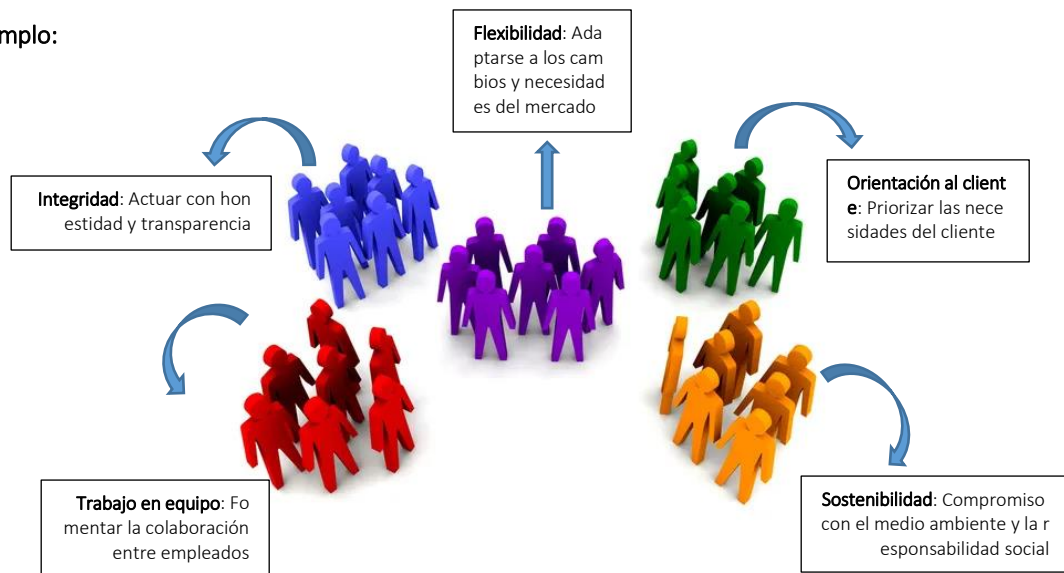 mplo:
Flexibilidad: Ada
ptarse a los cam
bios y necesidad
es del mercado
Integridad: Actuar con hon
estidad y transparencia
Orientación al client
e: Priorizar las nece
sidades del cliente
Trabajo en equipo: Fo
mentar la colaboración
entre empleados
Sostenibilidad: Compromiso
con el medio ambiente y la r
esponsabilidad social